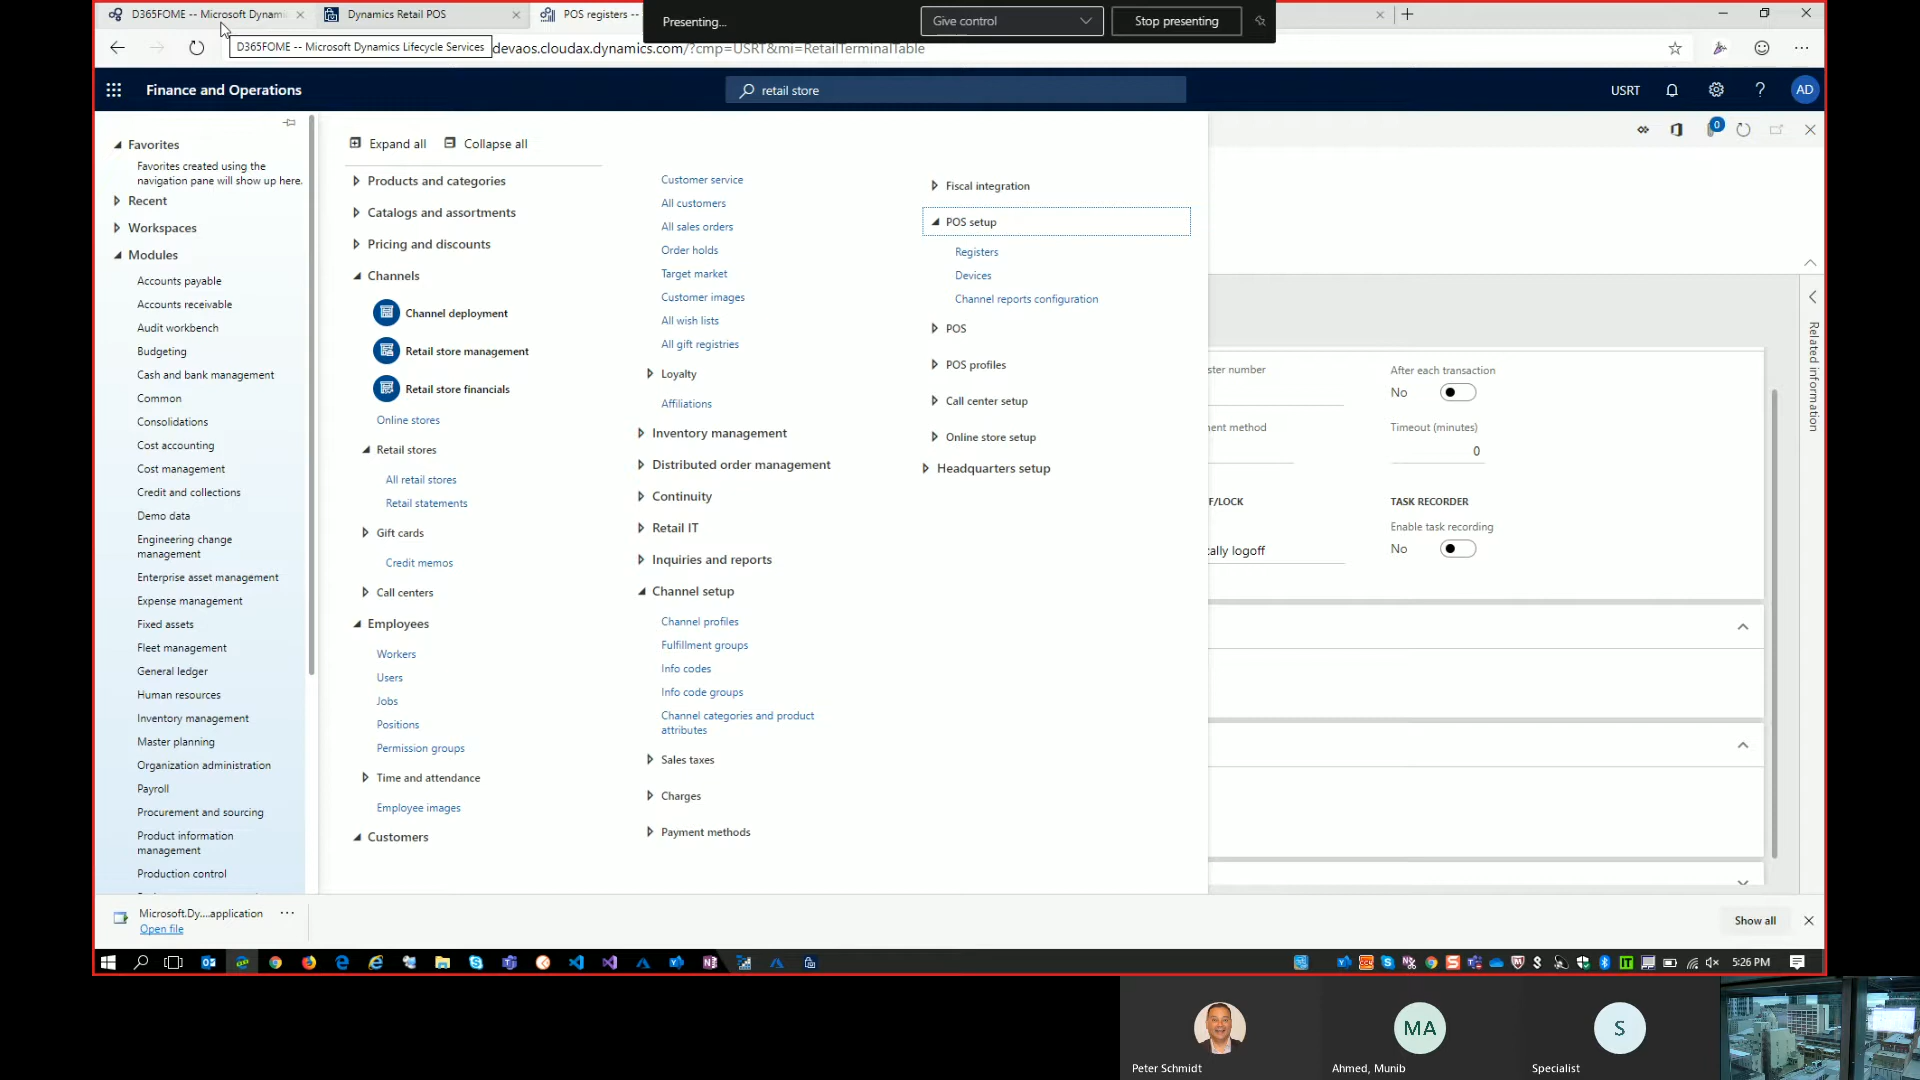 D365FOME -- Microsoft Dynam
Dynamics Retail POS
POS registers --
Presenting...
Give control
Stop presenting
D365FOME -- Microsoft Dynamics Lifecycle Services
devaos.cloudax.dynamics.com/?cmp=USRT&mi=RetailTerminalTable
Finance and Operations
retail store
USRT
AD
0
Favorites
Favorites created using the
navigation pane will show up here.
Recent
Workspaces
Modules
Accounts payable
Accounts receivable
Audit workbench
Budgeting
Cash and bank management
Common
Consolidations
Cost accounting
Cost management
Credit and collections
Demo data
Engineering change
management
Enterprise asset management
Expense management
Fixed assets
Fleet management
General ledger
Human resources
Inventory management
Master planning
Organization administration
Payroll
Procurement and sourcing
Product information
management
Production control
Expand all
Collapse all
Products and categories
Catalogs and assortments
Pricing and discounts
Channels
Channel deployment
Retail store management
Retail store financials
Online stores
Retail stores
All retail stores
Retail statements
Gift cards
Credit memos
Call centers
Employees
Workers
Users
Jobs
Positions
Permission groups
Time and attendance
Employee images
Customers
Customer service
All customers
All sales orders
Order holds
Target market
Customer images
All wish lists
All gift registries
Loyalty
Affiliations
Inventory management
Distributed order management
Continuity
Retail IT
Inquiries and reports
Channel setup
Channel profiles
Fulfillment groups
Info codes
Info code groups
Channel categories and product
attributes
Sales taxes
Charges
Payment methods
Fiscal integration
POS setup
Registers
Devices
Channel reports configuration
POS
POS profiles
Call center setup
Online store setup
Headquarters setup
ster number
ent method
F/LOCK
ally logoff
After each transaction
No
Timeout (minutes)
0
TASK RECORDER
Enable task recording
No
Related information
Microsoft.Dy....application
Open file
Show all
5:26 PM
MA
S
Peter Schmidt
Ahmed, Munib
Specialist